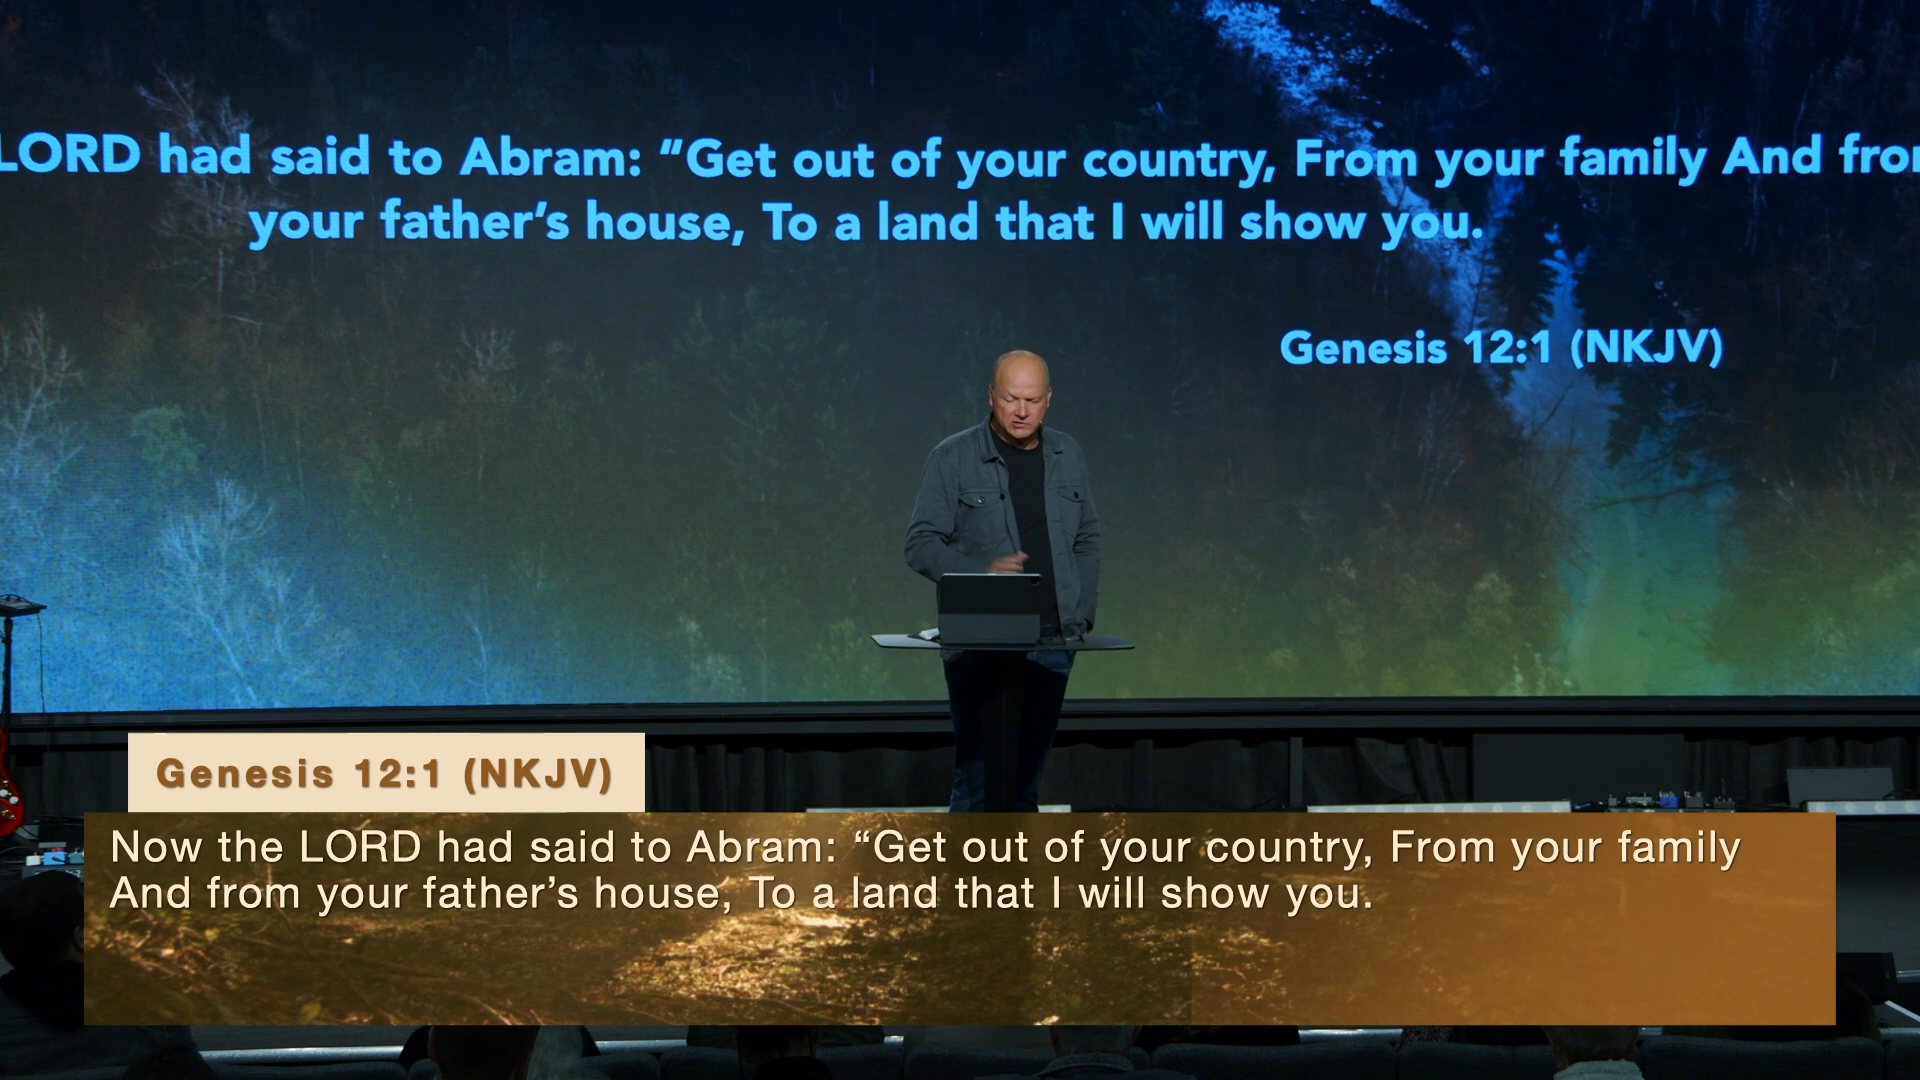 LORD had said to Abram: "Get out of your country, From your family And from
your father's house, To a land that I will show you.
Genesis 12:1 (NKJV)
Genesis 12:1 (NKJV)
Now the LORD had said to Abram: “Get out of your country, From your family
And from your father’s house, To a land that I will show you.